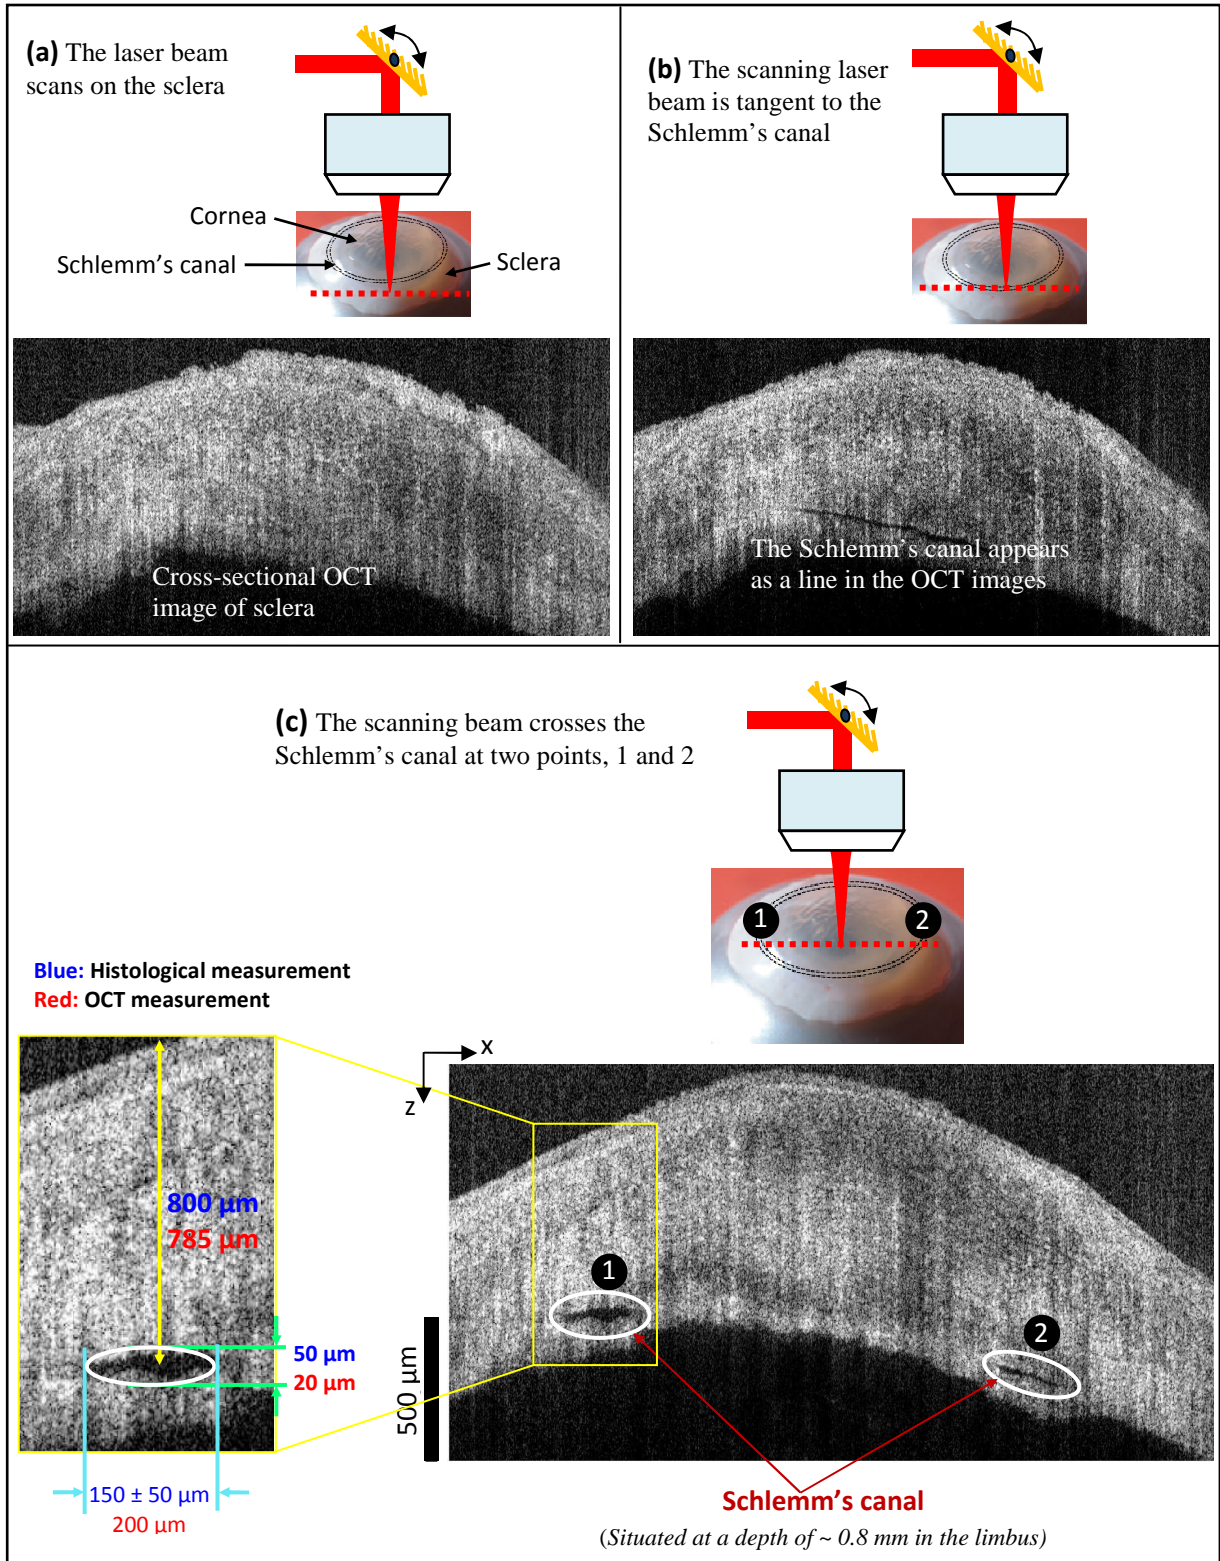 (a) The laser beam
scans on the sclera
Cornea
Schlemm's canal
Sclera
Cross-sectional OCT
image of sclera
(b) The scanning laser
beam is tangent to the
Schlemm's canal
The Schlemm's canal appears
as a line in the OCT images
(c) The scanning beam crosses the
Schlemm's canal at two points, 1 and 2
1
2
Blue: Histological measurement
Red: OCT measurement
x
z
800 µm
785 µm
50 µm
20 µm
150 ± 50 µm
200 µm
500 µm
1
2
Schlemm's canal
(Situated at a depth of ~ 0.8 mm in the limbus)